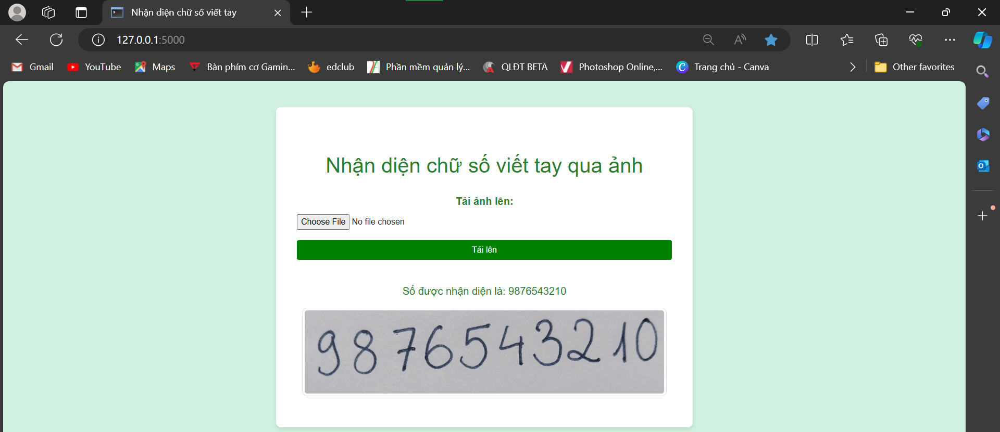 Nhận diện chữ số viết tay
127.0.0.1:5000
Gmail YouTube Maps Bàn phím cơ Gamin... edclub Phần mềm quản lý... QLĐT BETA Photoshop Online,... Trang chủ - Canva Other favorites
Nhận diện chữ số viết tay qua ảnh
Tải ảnh lên:
Choose File No file chosen
Tải lên
Số được nhận diện là: 9876543210
9876543210